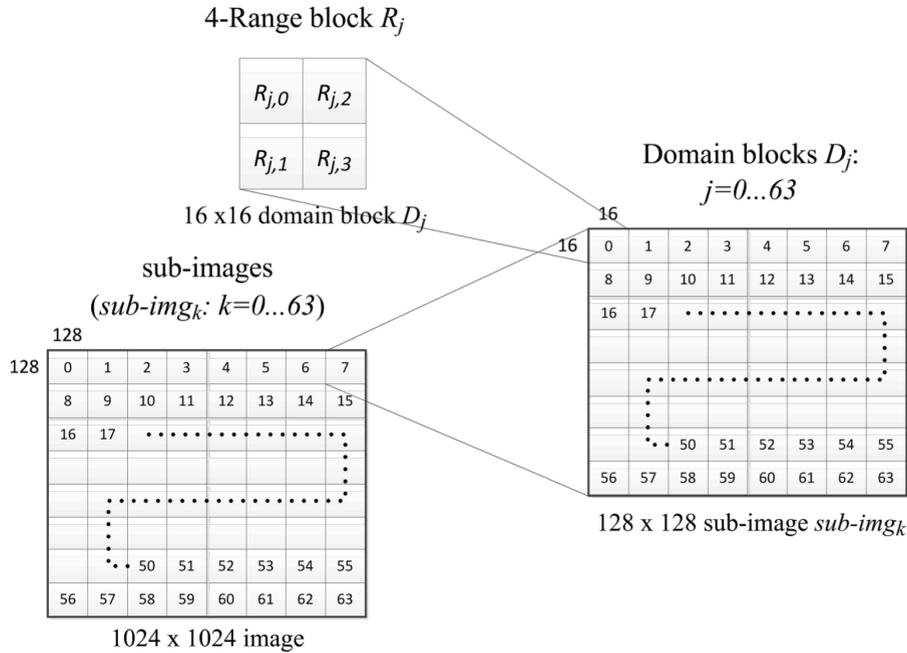 4-Range block Rj
Rj,0 Rj,2
Rj,1 Rj,3
16 x16 domain block Dj
Domain blocks Dj:
j=0...63
16
16
0 1 2 3 4 5 6 7
8 9 10 11 12 13 14 15
16 17
50 51 52 53 54 55
56 57 58 59 60 61 62 63
128 x 128 sub-image sub-imgk
sub-images
(sub-imgk: k=0...63)
128
128
0 1 2 3 4 5 6 7
8 9 10 11 12 13 14 15
16 17
50 51 52 53 54 55
56 57 58 59 60 61 62 63
1024 x 1024 image